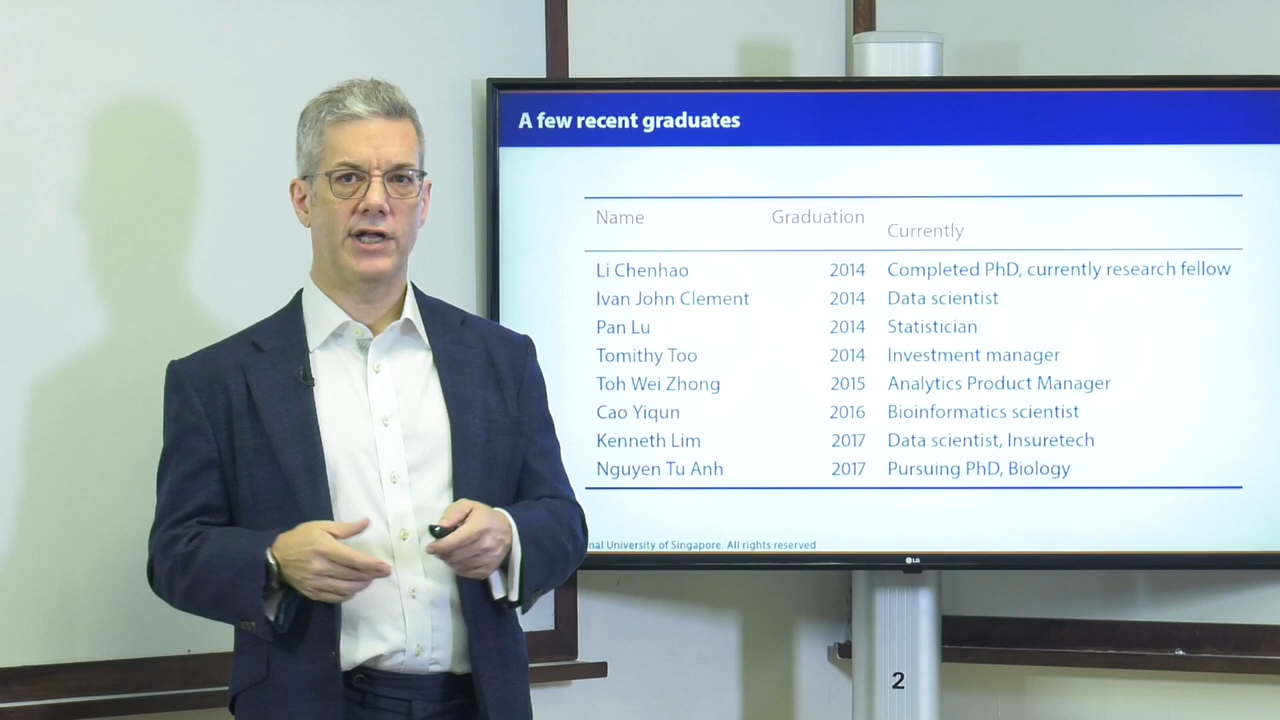 A few recent graduates
Name Graduation Currently
Li Chenhao 2014 Completed PhD, currently research fellow
Ivan John Clement 2014 Data scientist
Pan Lu 2014 Statistician
Tomithy Too 2014 Investment manager
Toh Wei Zhong 2015 Analytics Product Manager
Cao Yiqun 2016 Bioinformatics scientist
Kenneth Lim 2017 Data scientist, Insuretech
Nguyen Tu Anh 2017 Pursuing PhD, Biology
nal University of Singapore. All rights reserved
LG
2